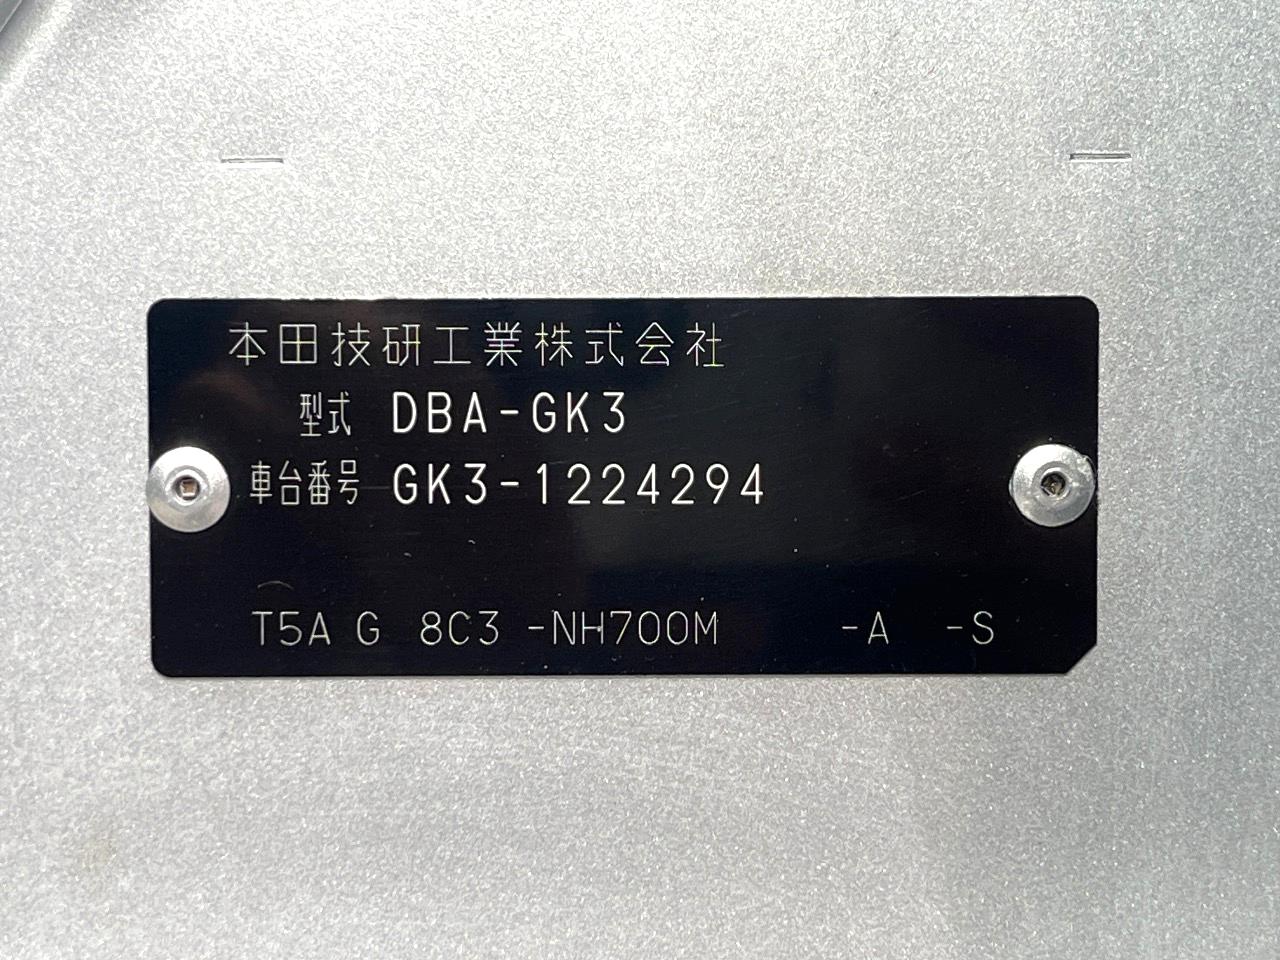 本田技研工業株式会社
型式 DBA-GK3
車台番号 GK3-1224294
T5A G 8C3 -NH700M -A -S